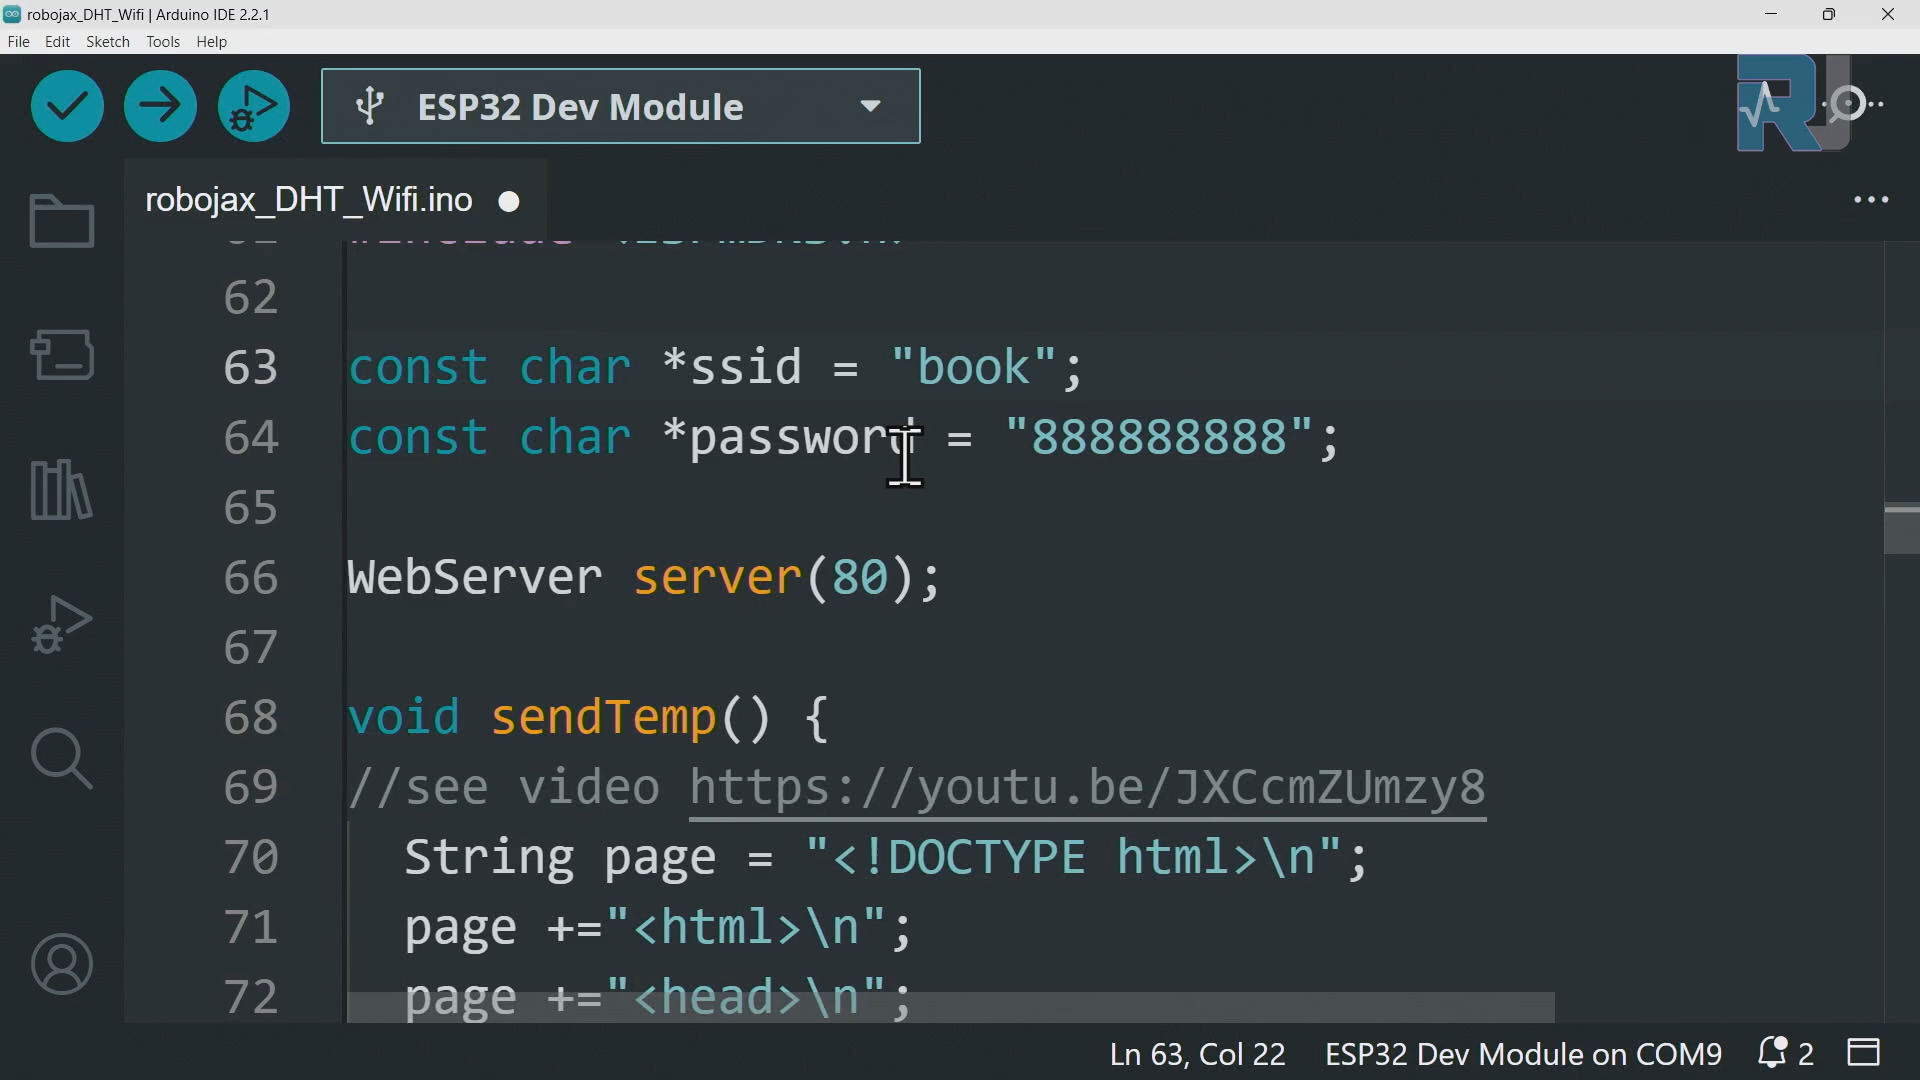 robojax_DHT_Wifi | Arduino IDE 2.2.1
File Edit Sketch Tools Help
ESP32 Dev Module
RJ
robojax_DHT_Wifi.ino
62
63 const char *ssid = "book";
64 const char *password = "888888888";
65
66 WebServer server(80);
67
68 void sendTemp() {
69 //see video https://youtu.be/JXCcmZUmzy8
70 String page = "<!DOCTYPE html>\n";
71 page +="<html>\n";
72 page +="<head>\n";
Ln 63, Col 22 ESP32 Dev Module on COM9 2